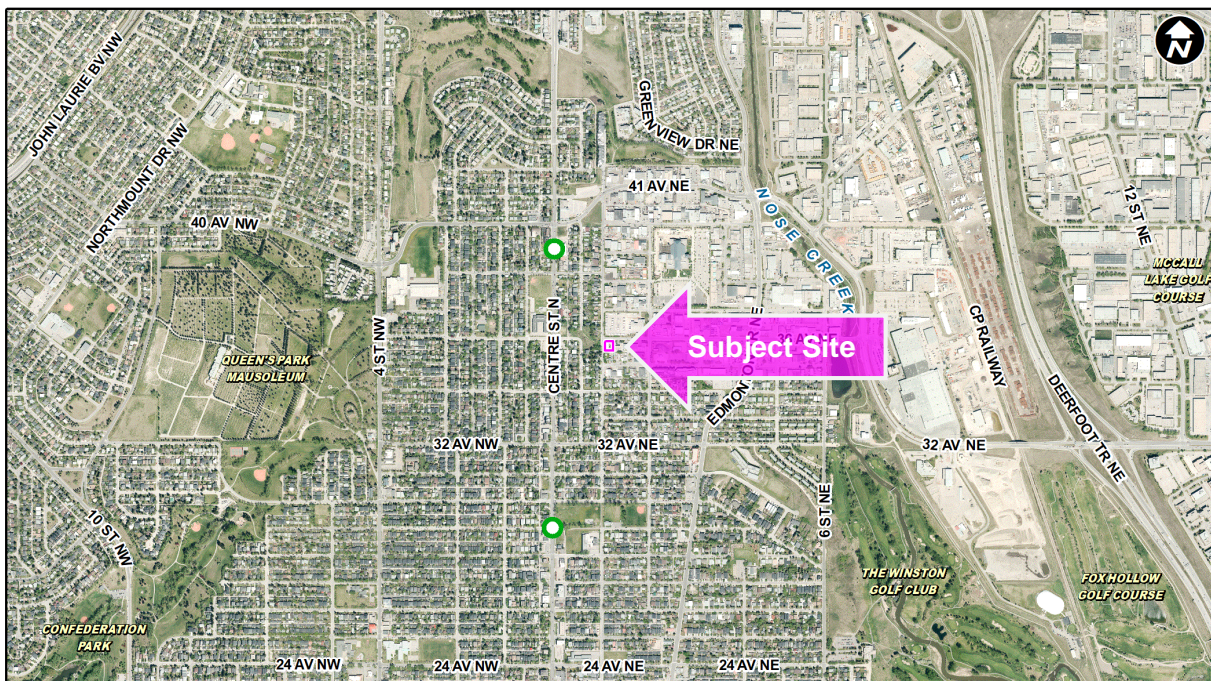 N
JOHN LAURIE BV NW
NORTHMOUNT DR NW
GREENVIEW DR NE
41 AV NE
12 ST NE
40 AV NW
NOSE CREEK
MCCALL
LAKE GOLF
COURSE
4 ST NW
CENTRE ST N
Subject Site
QUEEN'S PARK
MAUSOLEUM
CP RAILWAY
DEERFOOT TR NE
32 AV NW
32 AV NE
32 AV NE
10 ST NW
6 ST NE
THE WINSTON
GOLF CLUB
FOX HOLLOW
GOLF COURSE
CONFEDERATION
PARK
24 AV NW
24 AV NW
24 AV NE
24 AV NE